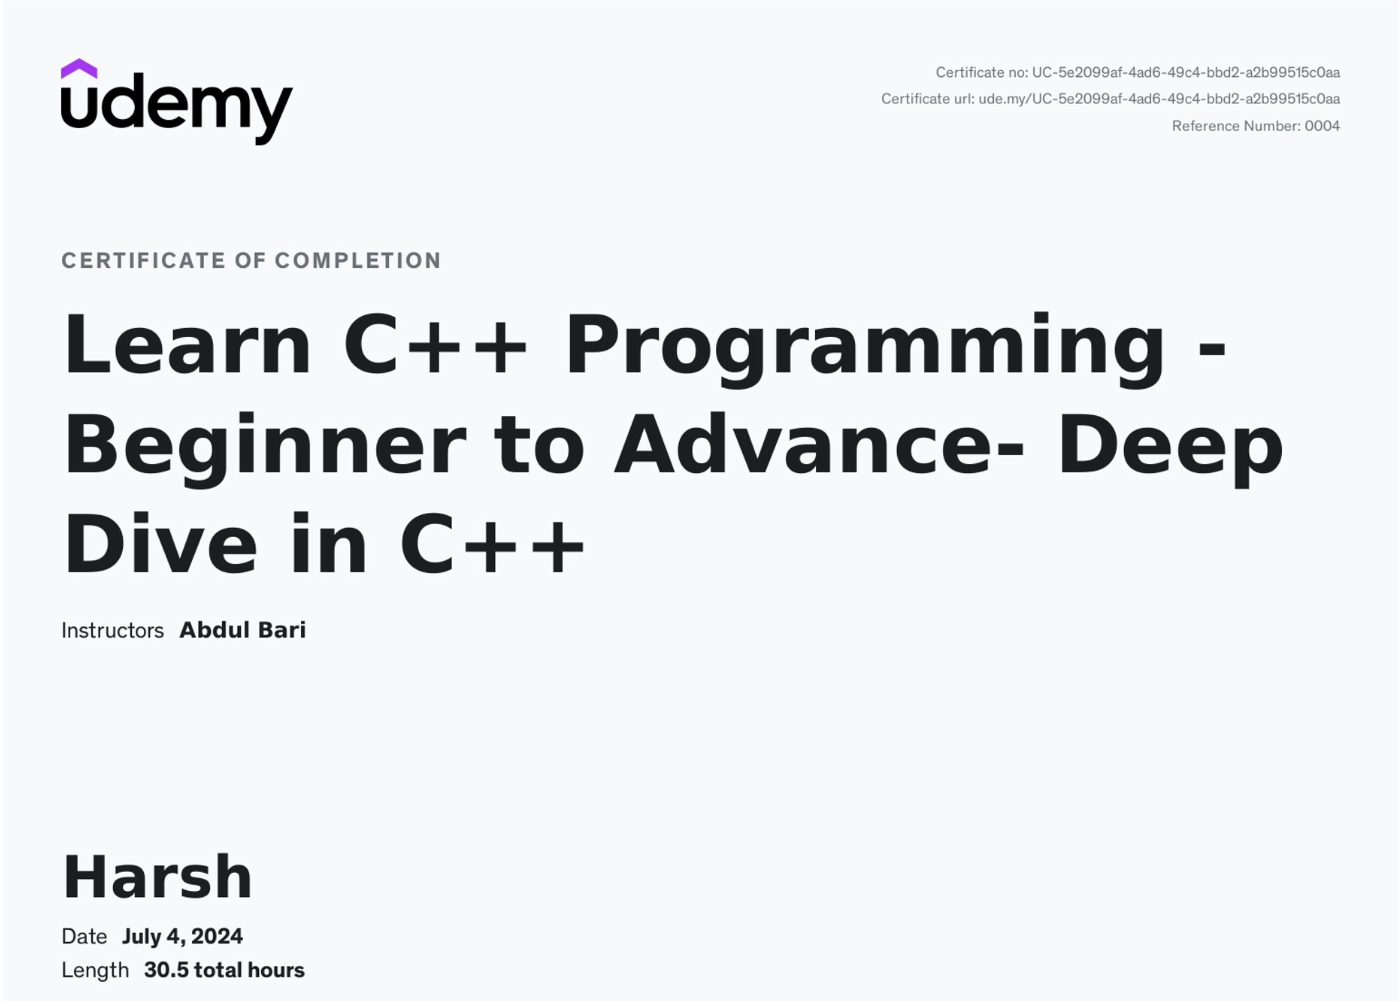 udemy
Certificate no: UC-5e2099af-4ad6-49c4-bbd2-a2b99515c0aa
Certificate url: ude.my/UC-5e2099af-4ad6-49c4-bbd2-a2b99515c0aa
Reference Number: 0004
CERTIFICATE OF COMPLETION
Learn C++ Programming -
Beginner to Advance- Deep
Dive in C++
Instructors Abdul Bari
Harsh
Date July 4, 2024
Length 30.5 total hours